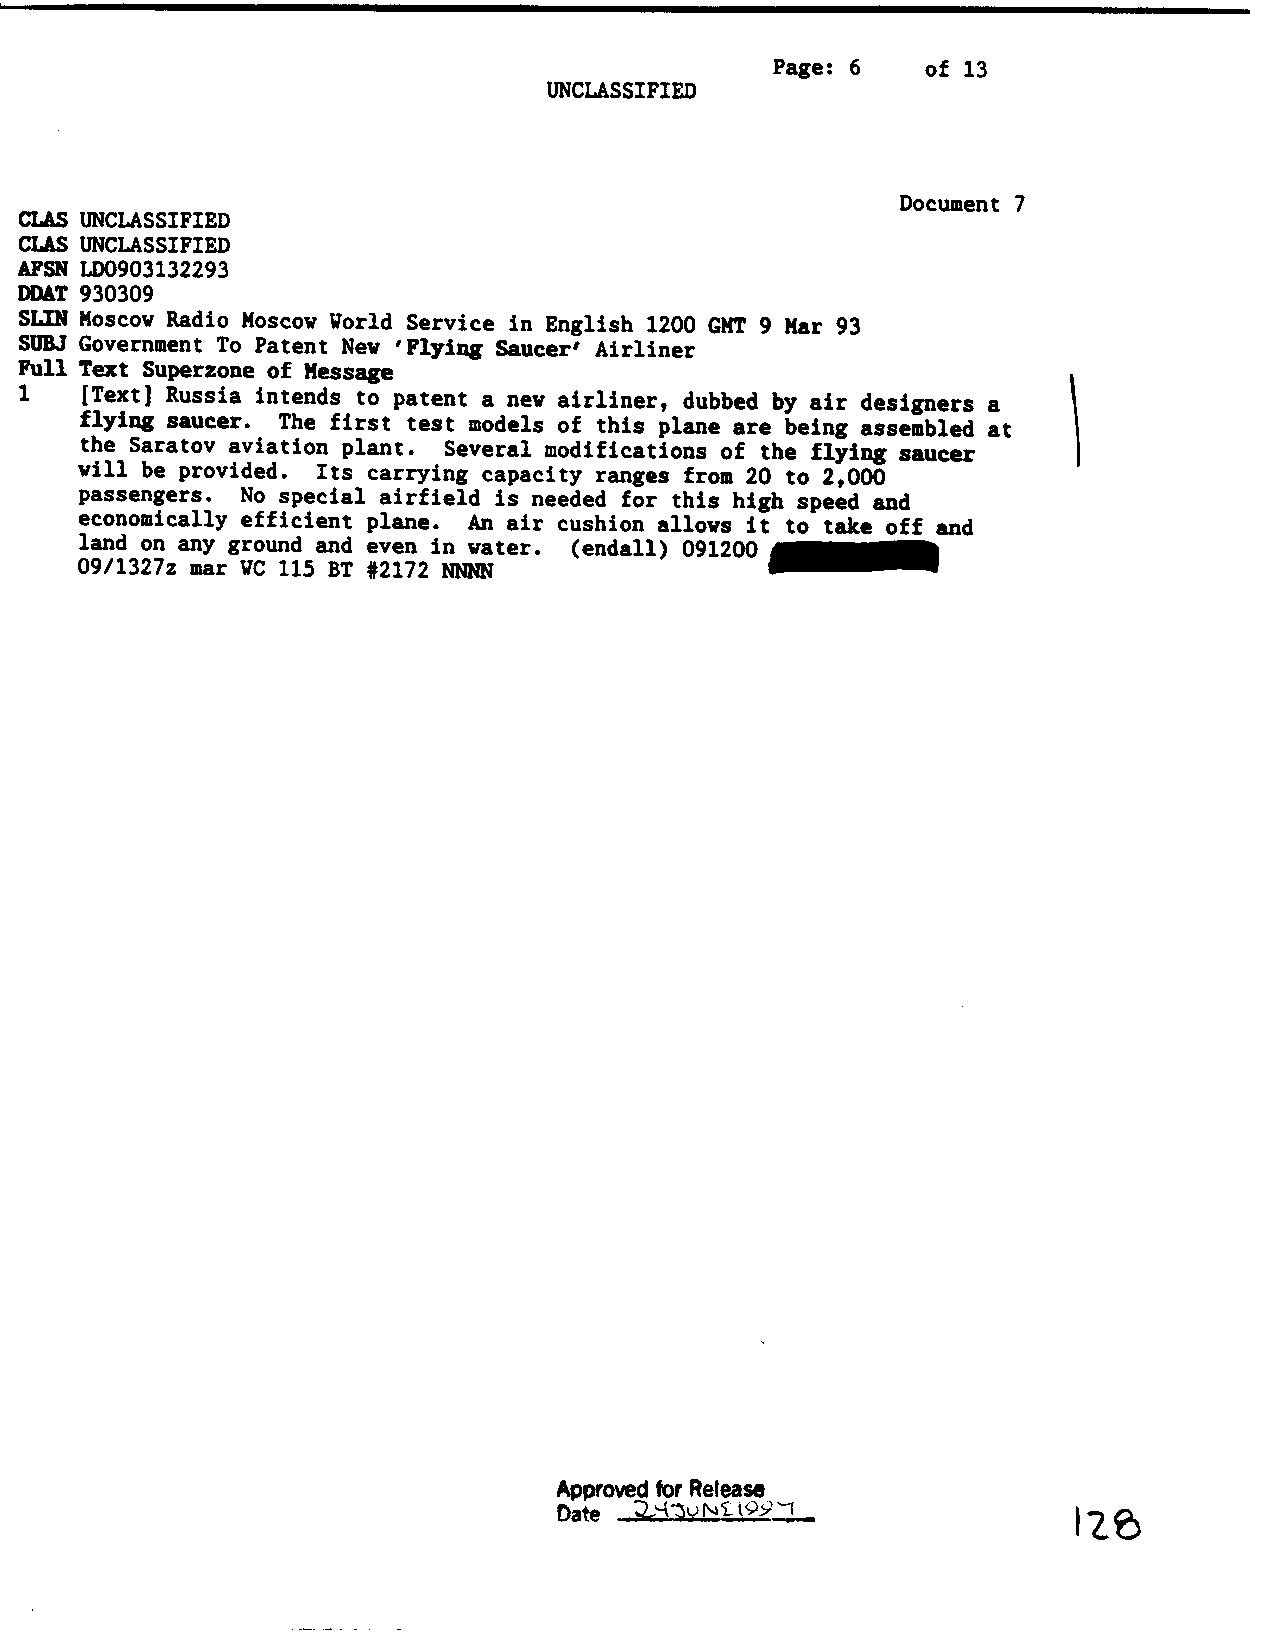 Page: 6 of 13
UNCLASSIFIED
Document 7
CLAS UNCLASSIFIED
CLAS UNCLASSIFIED
AFSN LD0903132293
DDAT 930309
SLIN Moscow Radio Moscow World Service in English 1200 GMT 9 Mar 93
SUBJ Government To Patent New 'Flying Saucer' Airliner
Full Text Superzone of Message
1 [Text] Russia intends to patent a new airliner, dubbed by air designers a
flying saucer. The first test models of this plane are being assembled at
the Saratov aviation plant. Several modifications of the flying saucer
will be provided. Its carrying capacity ranges from 20 to 2,000
passengers. No special airfield is needed for this high speed and
economically efficient plane. An air cushion allows it to take off and
land on any ground and even in water. (endall) 091200
09/1327z mar WC 115 BT #2172 NNNN
Approved for Release
Date 24 JUNE 1997
128